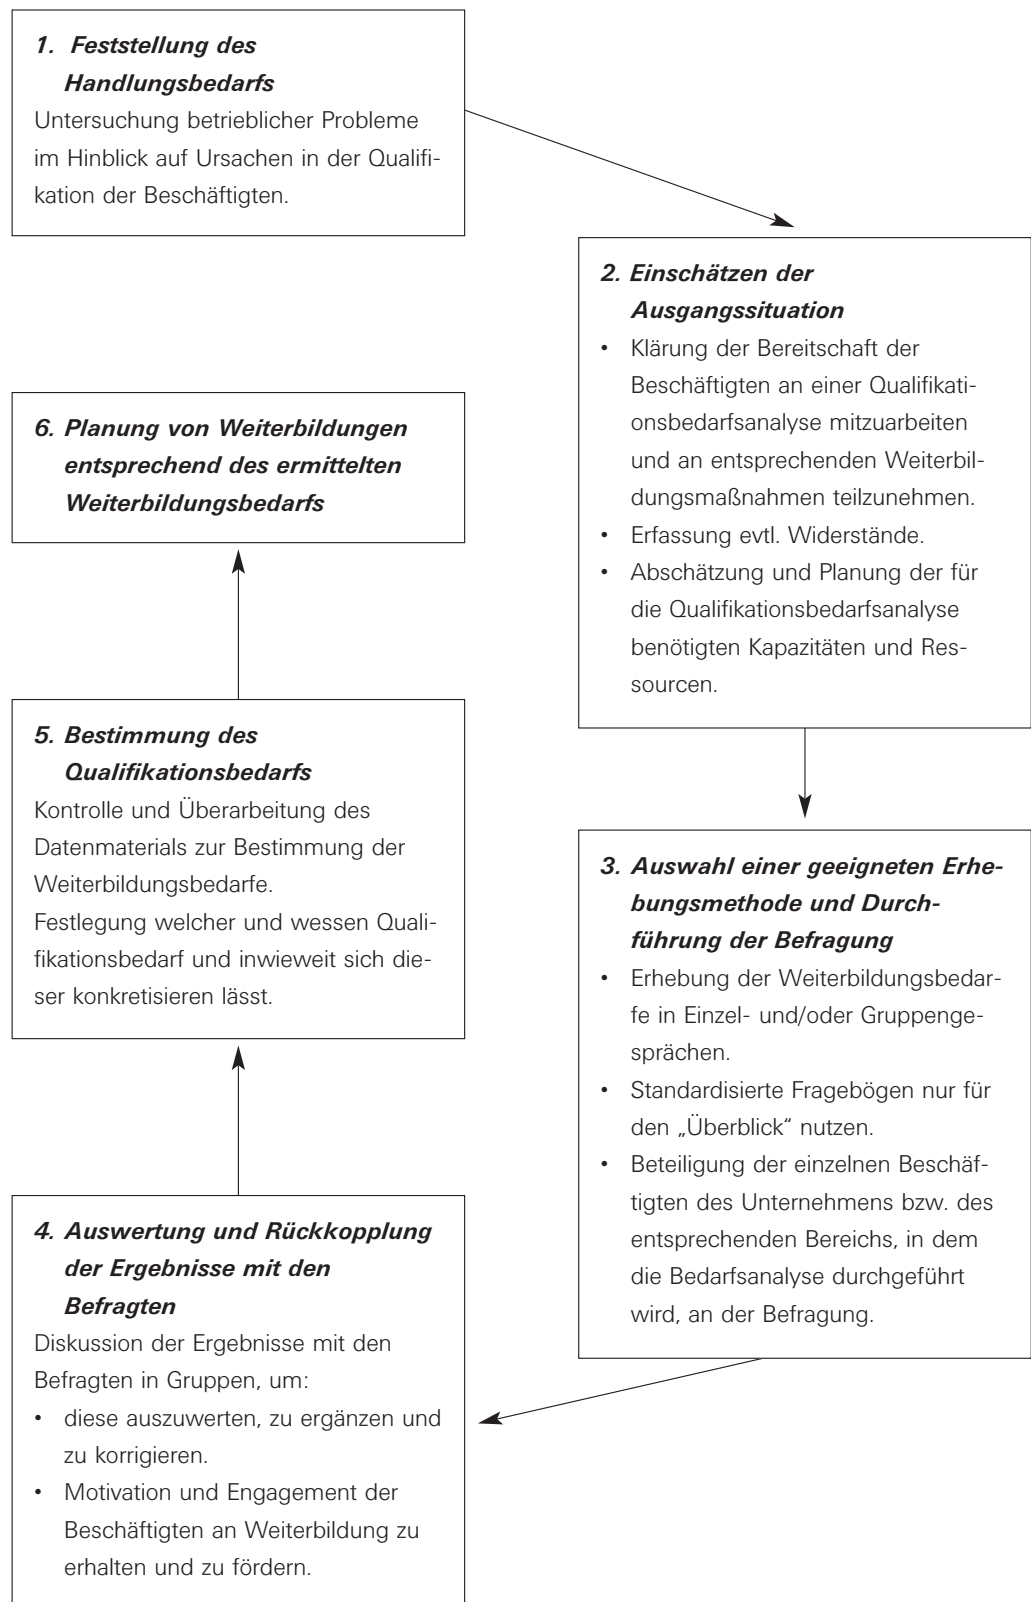 1. Feststellung des
Handlungsbedarfs
Untersuchung betrieblicher Probleme
im Hinblick auf Ursachen in der Qualifi-
kation der Beschäftigten.
2. Einschätzen der
Ausgangssituation
• Klärung der Bereitschaft der
Beschäftigten an einer Qualifikati-
onsbedarfsanalyse mitzuarbeiten
und an entsprechenden Weiterbil-
dungsmaßnahmen teilzunehmen.
• Erfassung evtl. Widerstände.
• Abschätzung und Planung der für
die Qualifikationsbedarfsanalyse
benötigten Kapazitäten und Res-
sourcen.
3. Auswahl einer geeigneten Erhe-
bungsmethode und Durch-
führung der Befragung
• Erhebung der Weiterbildungsbedar-
fe in Einzel- und/oder Gruppenge-
sprächen.
• Standardisierte Fragebögen nur für
den „Überblick“ nutzen.
• Beteiligung der einzelnen Beschäf-
tigten des Unternehmens bzw. des
entsprechenden Bereichs, in dem
die Bedarfsanalyse durchgeführt
wird, an der Befragung.
4. Auswertung und Rückkopplung
der Ergebnisse mit den
Befragten
Diskussion der Ergebnisse mit den
Befragten in Gruppen, um:
• diese auszuwerten, zu ergänzen und
zu korrigieren.
• Motivation und Engagement der
Beschäftigten an Weiterbildung zu
erhalten und zu fördern.
5. Bestimmung des
Qualifikationsbedarfs
Kontrolle und Überarbeitung des
Datenmaterials zur Bestimmung der
Weiterbildungsbedarfe.
Festlegung welcher und wessen Quali-
fikationsbedarf und inwieweit sich die-
ser konkretisieren lässt.
6. Planung von Weiterbildungen
entsprechend des ermittelten
Weiterbildungsbedarfs